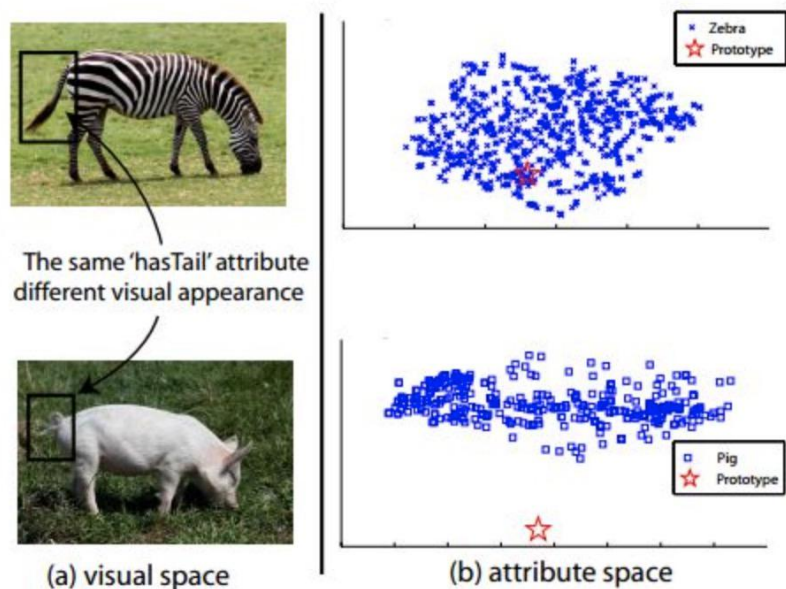 The same 'hasTail' attribute
different visual appearance
(a) visual space
Zebra
Prototype
Pig
Prototype
(b) attribute space